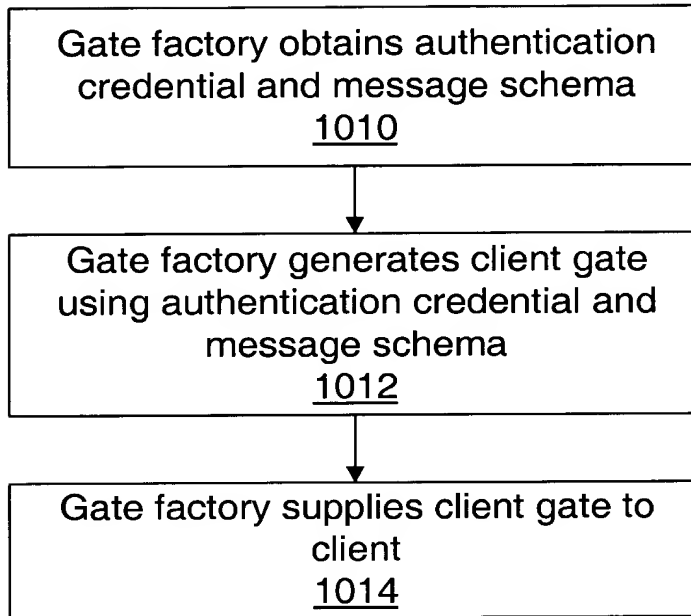 Gate factory obtains authentication
credential and message schema
1010
Gate factory generates client gate
using authentication credential and
message schema
1012
Gate factory supplies client gate to
client
1014